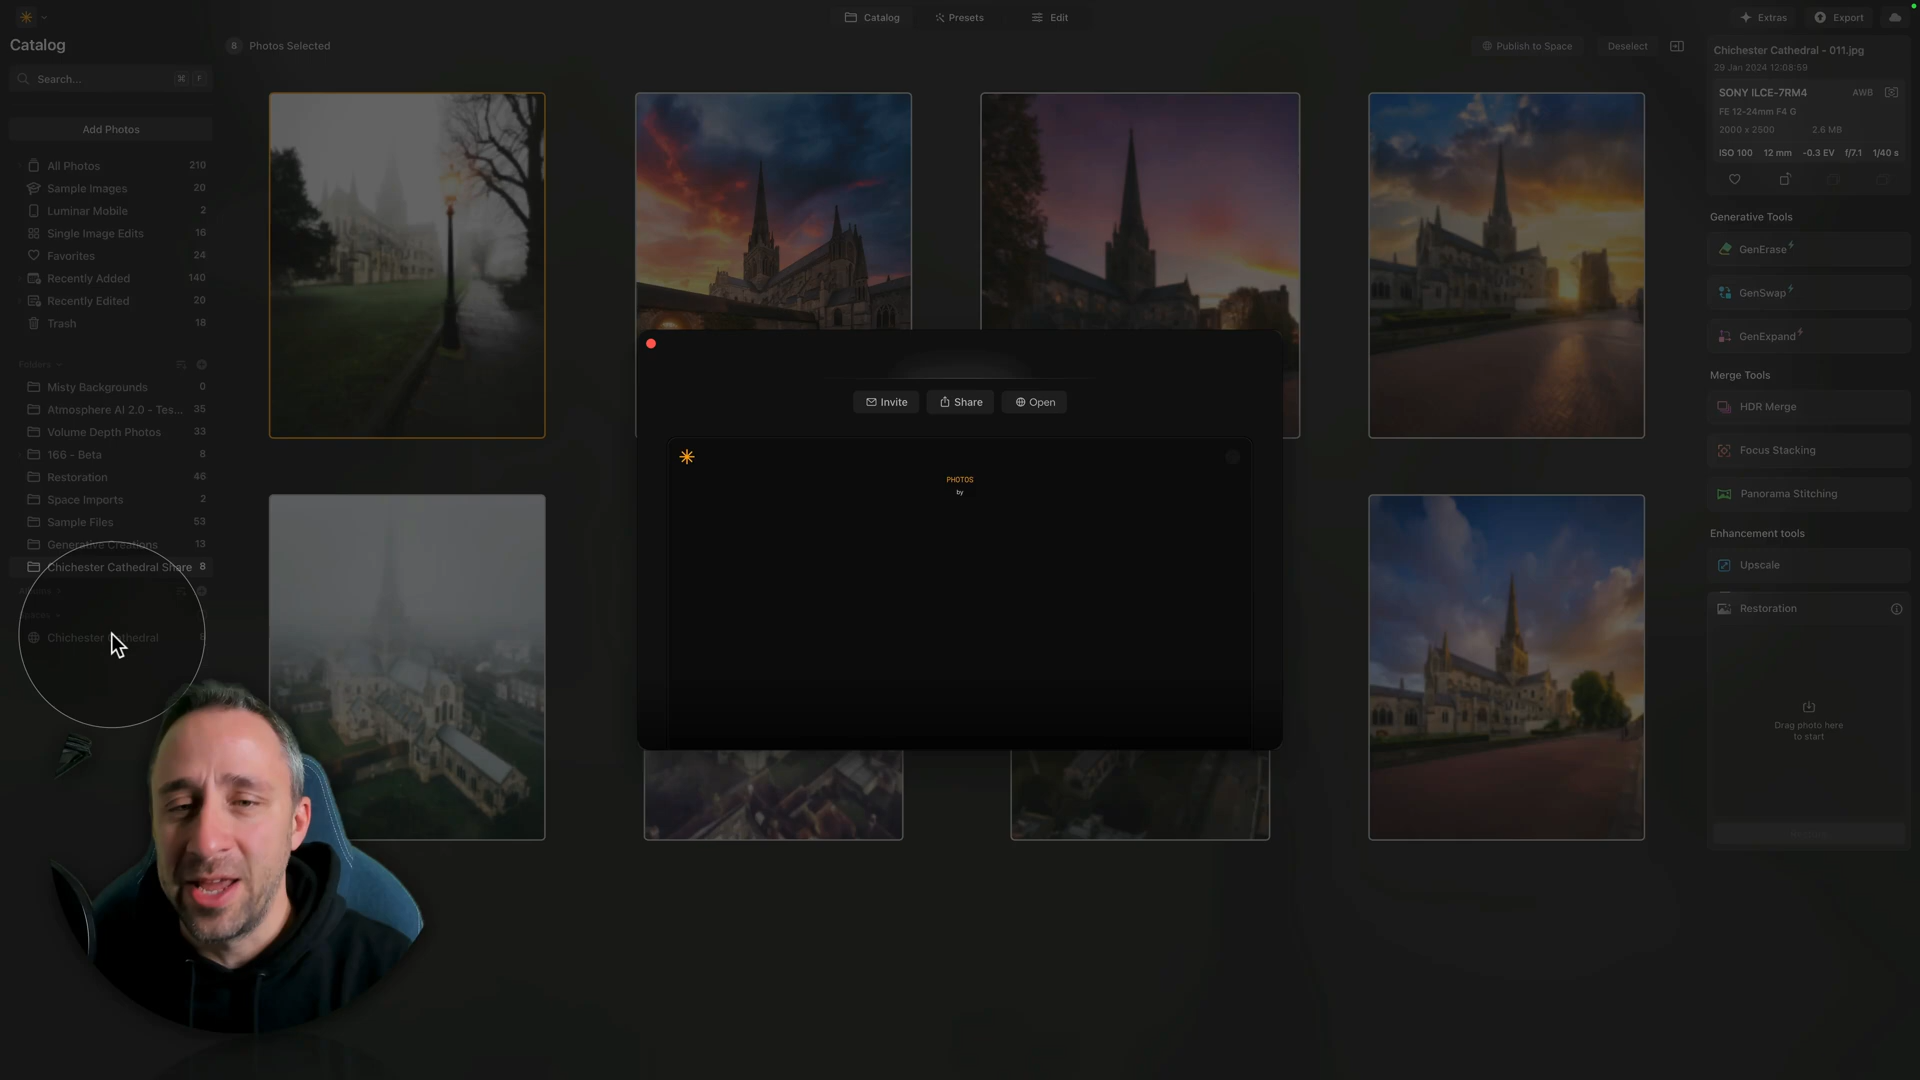 Catalog
Presets
Edit
Extras
Export
Catalog
8 Photos Selected
Publish to Space
Deselect
Search...
⌘ F
Add Photos
All Photos 210
Sample Images 20
Luminar Mobile 2
Single Image Edits 16
Favorites 24
Recently Added 140
Recently Edited 20
Trash 18
Folders
Misty Backgrounds 0
Atmosphere AI 2.0 - Tes... 35
Volume Depth Photos 33
166 - Beta 8
Restoration 46
Space Imports 2
Sample Files 53
Generative Creations 13
Chichester Cathedral Share 8
Chichester
Invite
Share
Open
PHOTOS
by
Chichester Cathedral - 011.jpg
29 Jan 2024 12:08:59
SONY ILCE-7RM4 AWB
FE 12-24mm F4 G
2000 x 2500 2.6 MB
ISO 100 12 mm -0.3 EV f/7.1 1/40 s
Generative Tools
GenErase
GenSwap
GenExpand
Merge Tools
HDR Merge
Focus Stacking
Panorama Stitching
Enhancement tools
Upscale
Restoration
Drag photo here
to start